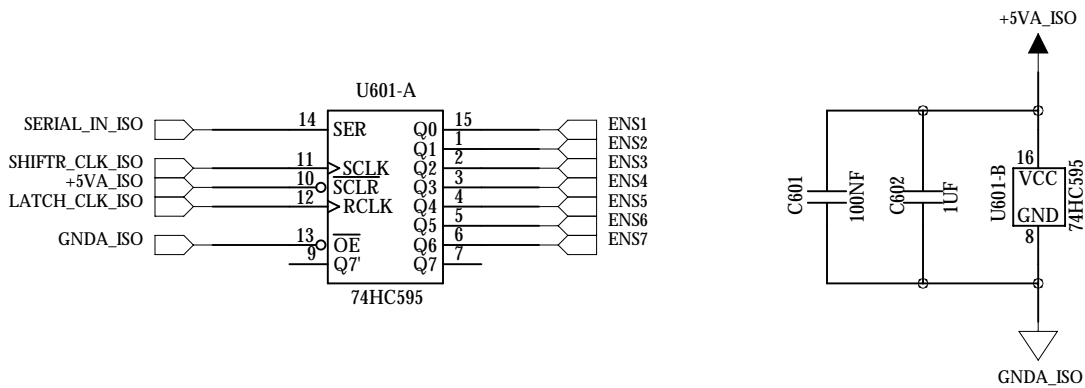 +5VA_ISO
U601-A
SERIAL_IN_ISO 14 SER Q0 15 ENS1
Q1 1 ENS2
SHIFTR_CLK_ISO 11 SCLK Q2 2 ENS3
+5VA_ISO 10 SCLR Q3 3 ENS4
LATCH_CLK_ISO 12 RCLK Q4 4 ENS5
Q5 5 ENS6
GNDA_ISO 13 OE Q6 6 ENS7
9 Q7' Q7 7
74HC595
C601
100NF
C602
1UF
U601-B
16
VCC
GND
8
74HC595
GNDA_ISO